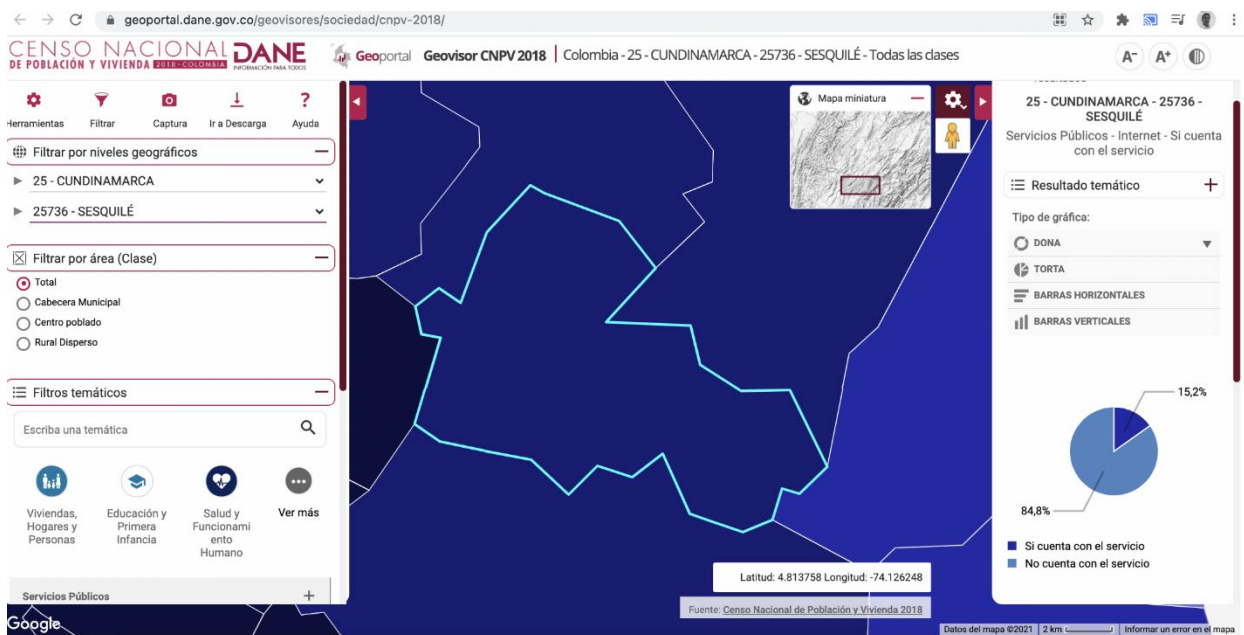 geoportal.dane.gov.co/geovisores/sociedad/cnpv-2018/
CENSO NACIONAL
DE POBLACIÓN Y VIVIENDA 2018 - COLOMBIA
DANE
INFORMACIÓN PARA TODOS
Geoportal
Geovisor CNPV 2018
Colombia - 25 - CUNDINAMARCA - 25736 - SESQUILÉ - Todas las clases
A-
A+
Herramientas
Filtrar
Captura
Ir a Descarga
Ayuda
Filtrar por niveles geográficos
25 - CUNDINAMARCA
25736 - SESQUILÉ
Filtrar por área (Clase)
Total
Cabecera Municipal
Centro poblado
Rural Disperso
Filtros temáticos
Escriba una temática
Viviendas,
Hogares y
Personas
Educación y
Primera
Infancia
Salud y
Funcionami
ento
Humano
Ver más
Servicios Públicos
Google
Mapa miniatura
Latitud: 4.813758 Longitud: -74.126248
Fuente: Censo Nacional de Población y Vivienda 2018
Datos del mapa ©2021
2 km
Informar un error en el mapa
25 - CUNDINAMARCA - 25736 -
SESQUILÉ
Servicios Públicos - Internet - Si cuenta
con el servicio
Resultado temático
Tipo de gráfica:
DONA
TORTA
BARRAS HORIZONTALES
BARRAS VERTICALES
15,2%
84,8%
Si cuenta con el servicio
No cuenta con el servicio